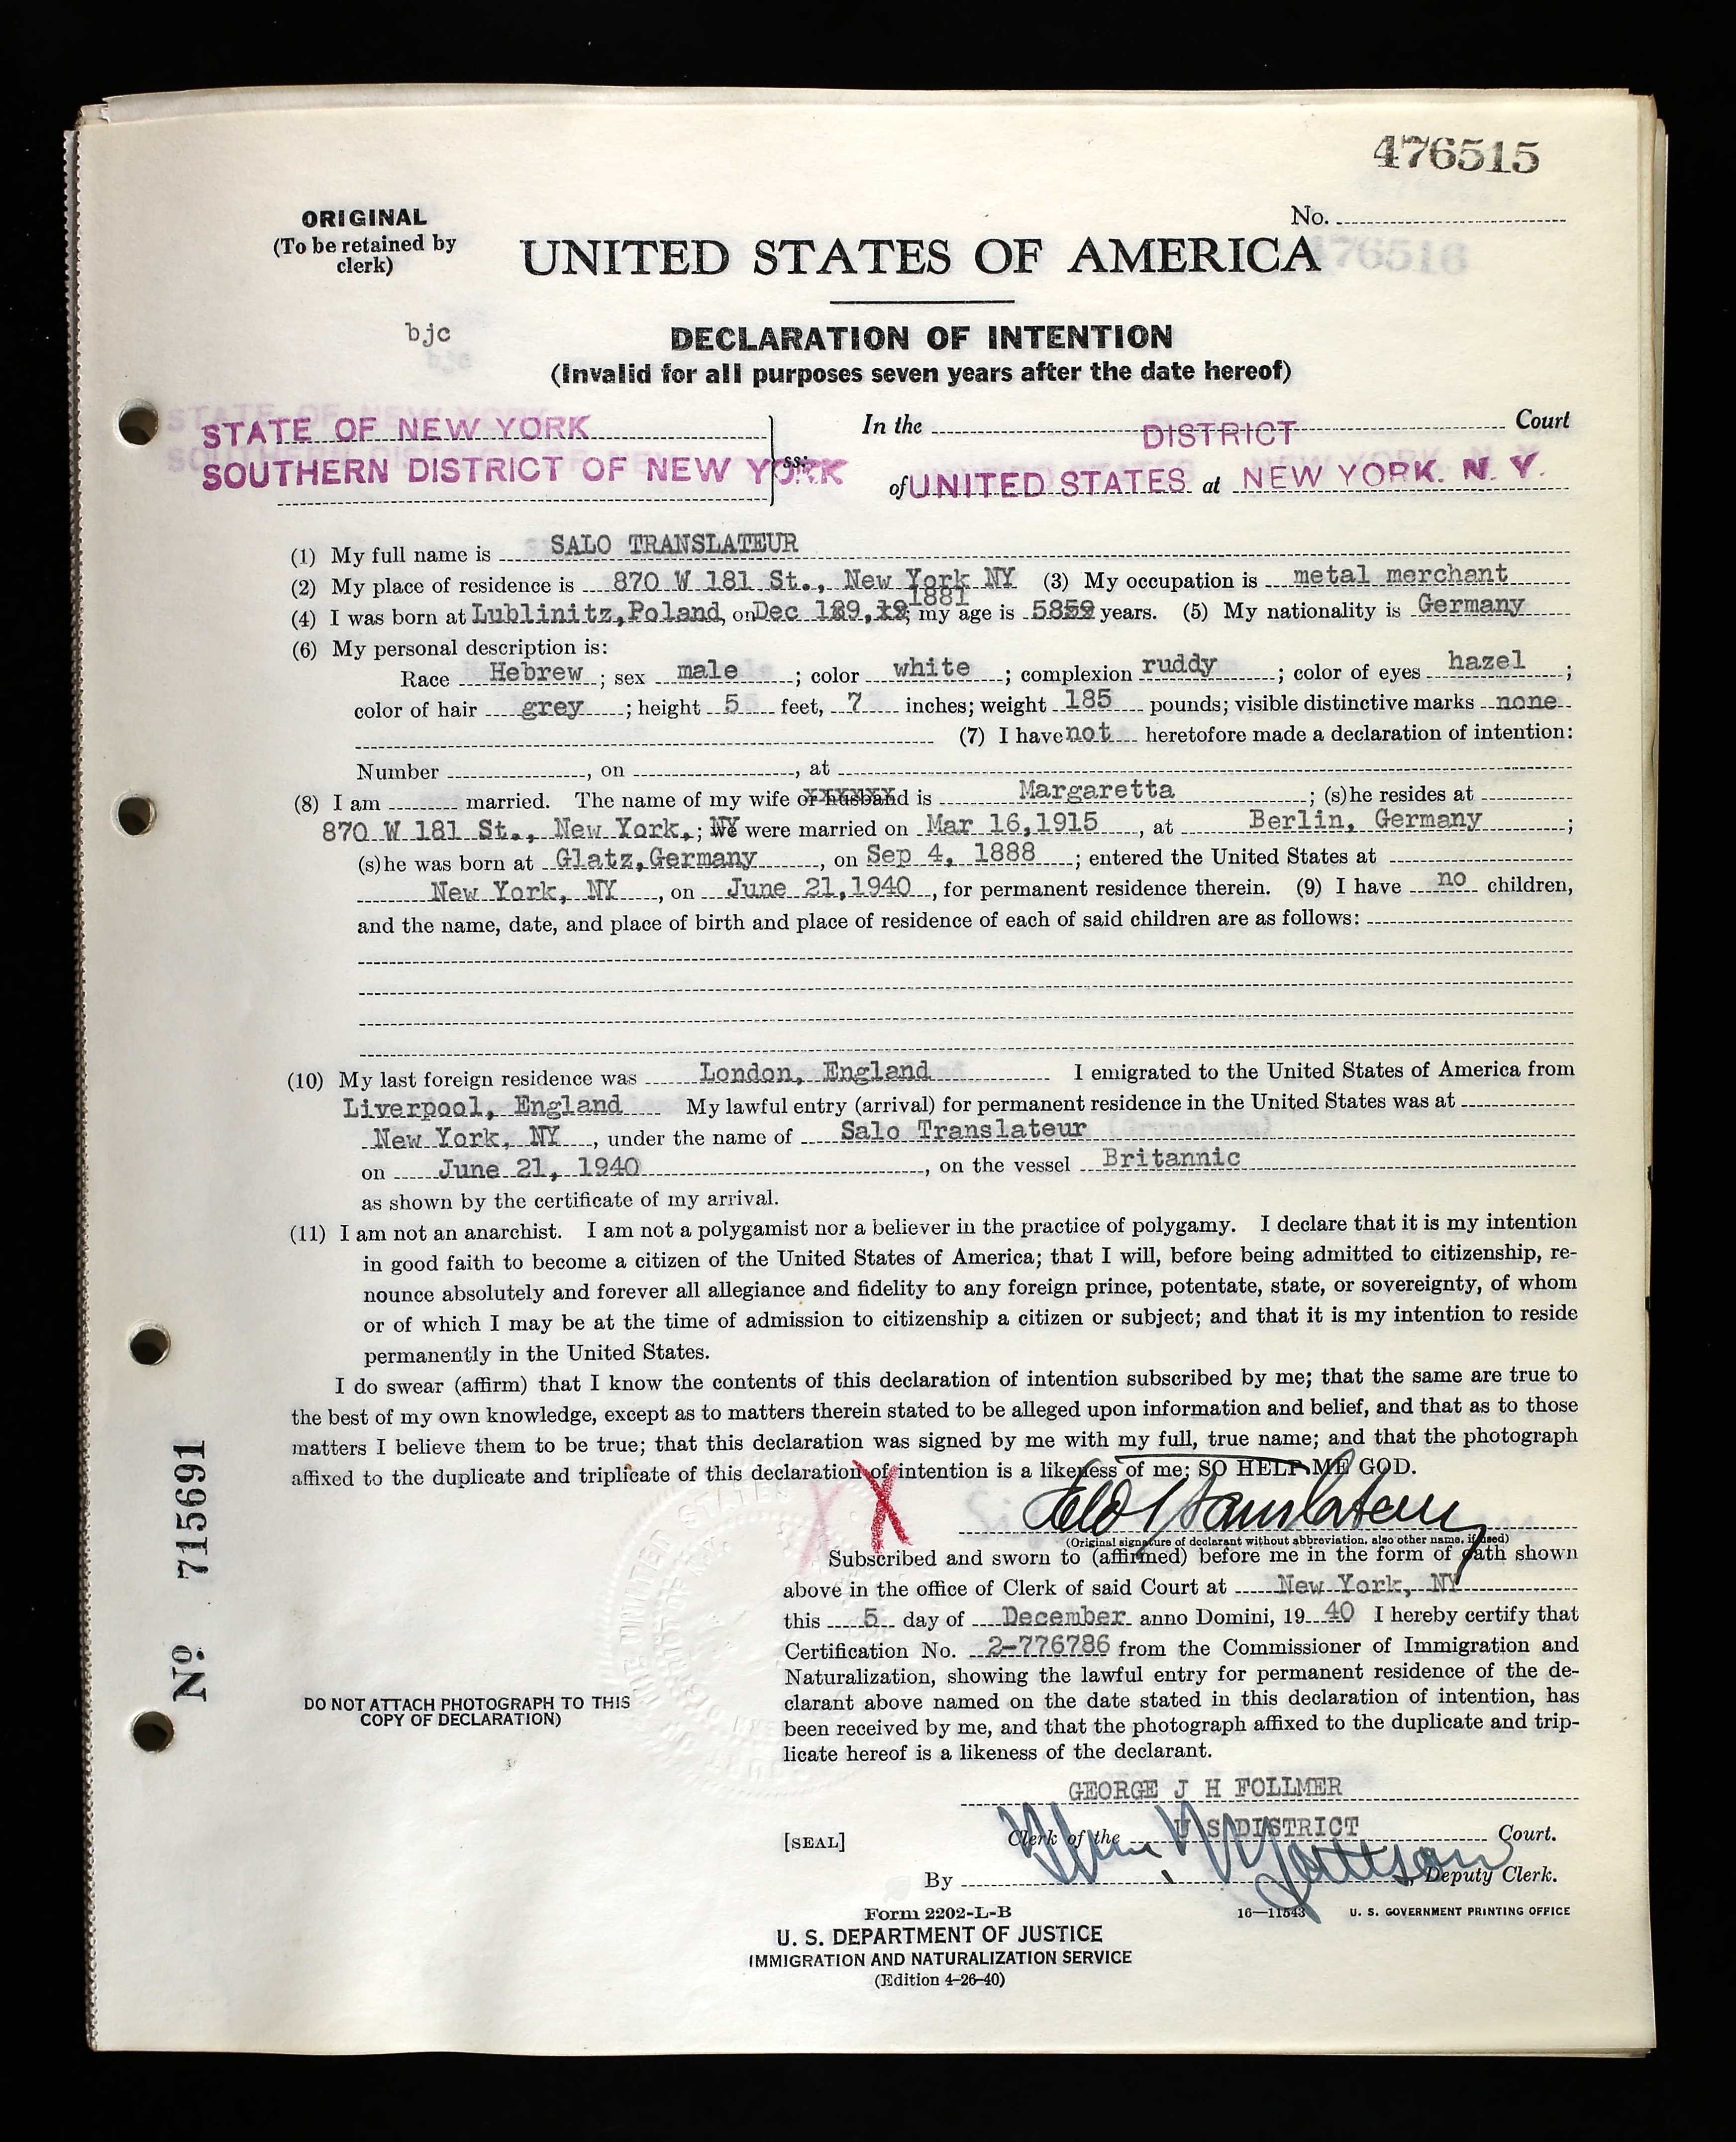 476515
ORIGINAL
(To be retained by
clerk)
No.
UNITED STATES OF AMERICA
bjc
DECLARATION OF INTENTION
(Invalid for all purposes seven years after the date hereof)
STATE OF NEW YORK
SOUTHERN DISTRICT OF NEW YORK
ss:
In the DISTRICT Court
of UNITED STATES at NEW YORK. N. Y.
(1) My full name is SALO TRANSLATEUR
(2) My place of residence is 870 W 181 St., New York NY (3) My occupation is metal merchant
(4) I was born at Lublinitz, Poland, on Dec 1881 my age is years. (5) My nationality is Germany
(6) My personal description is:
Race Hebrew; sex male; color white; complexion ruddy; color of eyes hazel;
color of hair grey; height 5 feet, 7 inches; weight 185 pounds; visible distinctive marks none
(7) I have not heretofore made a declaration of intention:
Number , on , at
(8) I am married. The name of my wife or husband is Margaretta; (s)he resides at
870 W 181 St., New York, NY; we were married on Mar 16,1915, at Berlin, Germany;
(s)he was born at Glatz, Germany, on Sep 4, 1888; entered the United States at
New York, NY, on June 21,1940, for permanent residence therein. (9) I have no children,
and the name, date, and place of birth and place of residence of each of said children are as follows:
(10) My last foreign residence was London, England I emigrated to the United States of America from
Liverpool, England My lawful entry (arrival) for permanent residence in the United States was at
New York, NY, under the name of Salo Translateur
on June 21, 1940, on the vessel Britannic
as shown by the certificate of my arrival.
(11) I am not an anarchist. I am not a polygamist nor a believer in the practice of polygamy. I declare that it is my intention
in good faith to become a citizen of the United States of America; that I will, before being admitted to citizenship, re-
nounce absolutely and forever all allegiance and fidelity to any foreign prince, potentate, state, or sovereignty, of whom
or of which I may be at the time of admission to citizenship a citizen or subject; and that it is my intention to reside
permanently in the United States.
I do swear (affirm) that I know the contents of this declaration of intention subscribed by me; that the same are true to
the best of my own knowledge, except as to matters therein stated to be alleged upon information and belief, and that as to those
matters I believe them to be true; that this declaration was signed by me with my full, true name; and that the photograph
affixed to the duplicate and triplicate of this declaration of intention is a likeness of me: SO HELP ME GOD.
X
Salo Translateur
(Original signature of declarant without abbreviation, also other name, if used)
Subscribed and sworn to (affirmed) before me in the form of oath shown
above in the office of Clerk of said Court at New York, NY
this 5 day of December anno Domini, 19 40 I hereby certify that
Certification No. 2-776786 from the Commissioner of Immigration and
Naturalization, showing the lawful entry for permanent residence of the de-
clarant above named on the date stated in this declaration of intention, has
been received by me, and that the photograph affixed to the duplicate and trip-
licate hereof is a likeness of the declarant.
No 715691
DO NOT ATTACH PHOTOGRAPH TO THIS
COPY OF DECLARATION)
GEORGE J H FOLLMER
[SEAL]
Clerk of the U S DISTRICT Court.
By , Deputy Clerk.
Form 2202-L-B
16—11543 U. S. GOVERNMENT PRINTING OFFICE
U. S. DEPARTMENT OF JUSTICE
IMMIGRATION AND NATURALIZATION SERVICE
(Edition 4-26-40)